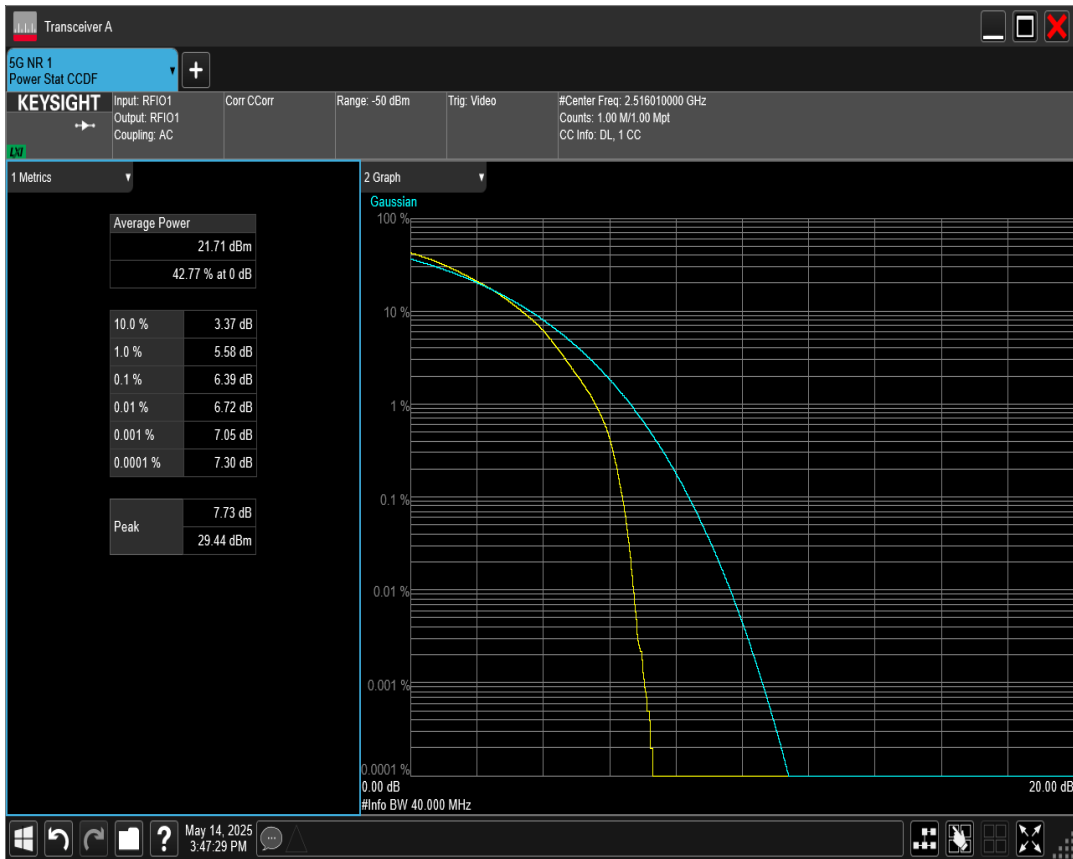 Transceiver A
5G NR 1
Power Stat CCDF
KEYSIGHT
LXI
Input: RFIO1
Output: RFIO1
Coupling: AC
Corr CCorr
Range: -50 dBm
Trig: Video
#Center Freq: 2.516010000 GHz
Counts: 1.00 M/1.00 Mpt
CC Info: DL, 1 CC
1 Metrics
Average Power
21.71 dBm
42.77 % at 0 dB
10.0 % 3.37 dB
1.0 % 5.58 dB
0.1 % 6.39 dB
0.01 % 6.72 dB
0.001 % 7.05 dB
0.0001 % 7.30 dB
Peak
7.73 dB
29.44 dBm
2 Graph
Gaussian
100 %
10 %
1 %
0.1 %
0.01 %
0.001 %
0.0001 %
0.00 dB 20.00 dB
#Info BW 40.000 MHz
?
May 14, 2025
3:47:29 PM